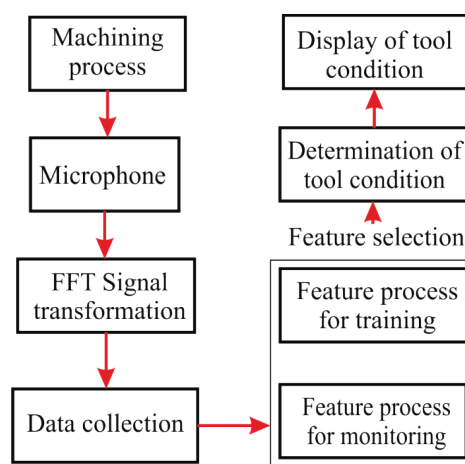 Machining
process
Microphone
FFT Signal
transformation
Data collection
Display of tool
condition
Determination of
tool condition
Feature selection
Feature process
for training
Feature process
for monitoring